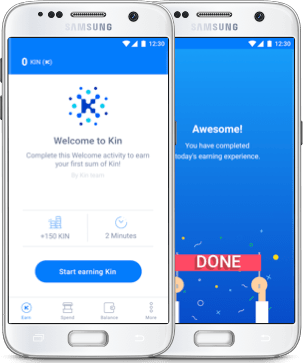 SAMSUNG
12:30
0 KIN (K)
Welcome to Kin
Complete this Welcome activity to earn
your first sum of Kin!
By Kin team
+150 KIN
2 Minutes
Start earning Kin
Earn
Spend
Balance
More
SAMSUNG
12:30
Awesome!
You have completed
today's earning experience.
DONE